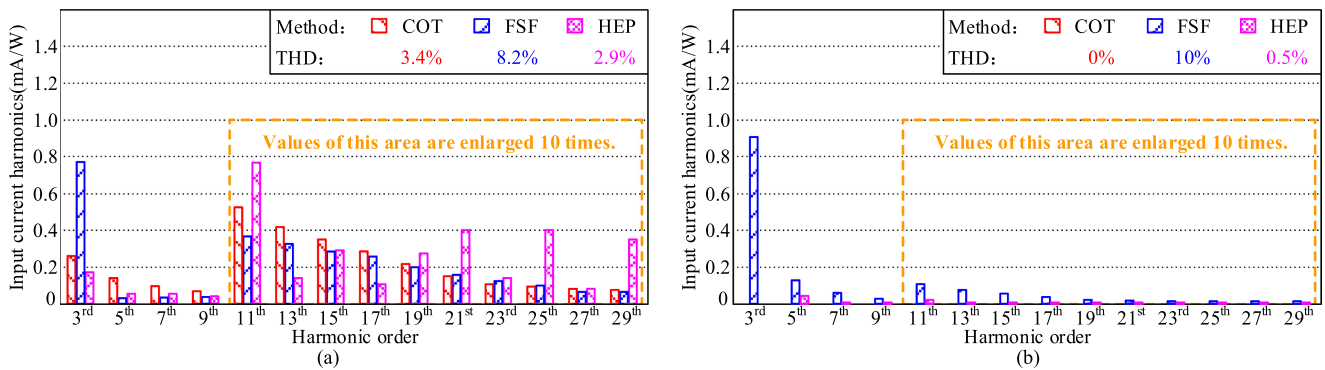 Method: COT FSF HEP
THD: 3.4% 8.2% 2.9%
Values of this area are enlarged 10 times.
Input current harmonics(mA/W)
1.4
1.2
1.0
0.8
0.6
0.4
0.2
0
3rd 5th 7th 9th 11th 13th 15th 17th 19th 21st 23rd 25th 27th 29th
Harmonic order
(a)
Method: COT FSF HEP
THD: 0% 10% 0.5%
Values of this area are enlarged 10 times.
Input current harmonics(mA/W)
1.4
1.2
1.0
0.8
0.6
0.4
0.2
0
3rd 5th 7th 9th 11th 13th 15th 17th 19th 21st 23rd 25th 27th 29th
Harmonic order
(b)